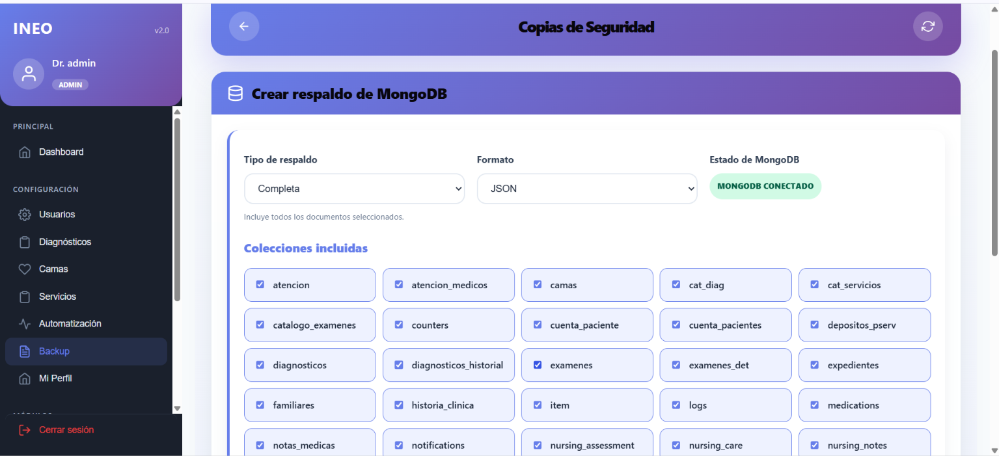 INEO
v2.0
Dr. admin
ADMIN
PRINCIPAL
Dashboard
CONFIGURACIÓN
Usuarios
Diagnósticos
Camas
Servicios
Automatización
Backup
Mi Perfil
Cerrar sesión
Copias de Seguridad
Crear respaldo de MongoDB
Tipo de respaldo
Formato
Estado de MongoDB
Completa
JSON
MONGODB CONECTADO
Incluye todos los documentos seleccionados.
Colecciones incluidas
atencion
atencion_medicos
camas
cat_diag
cat_servicios
catalogo_examenes
counters
cuenta_paciente
cuenta_pacientes
depositos_pserv
diagnosticos
diagnosticos_historial
examenes
examenes_det
expedientes
familiares
historia_clinica
item
logs
medications
notas_medicas
notifications
nursing_assessment
nursing_care
nursing_notes